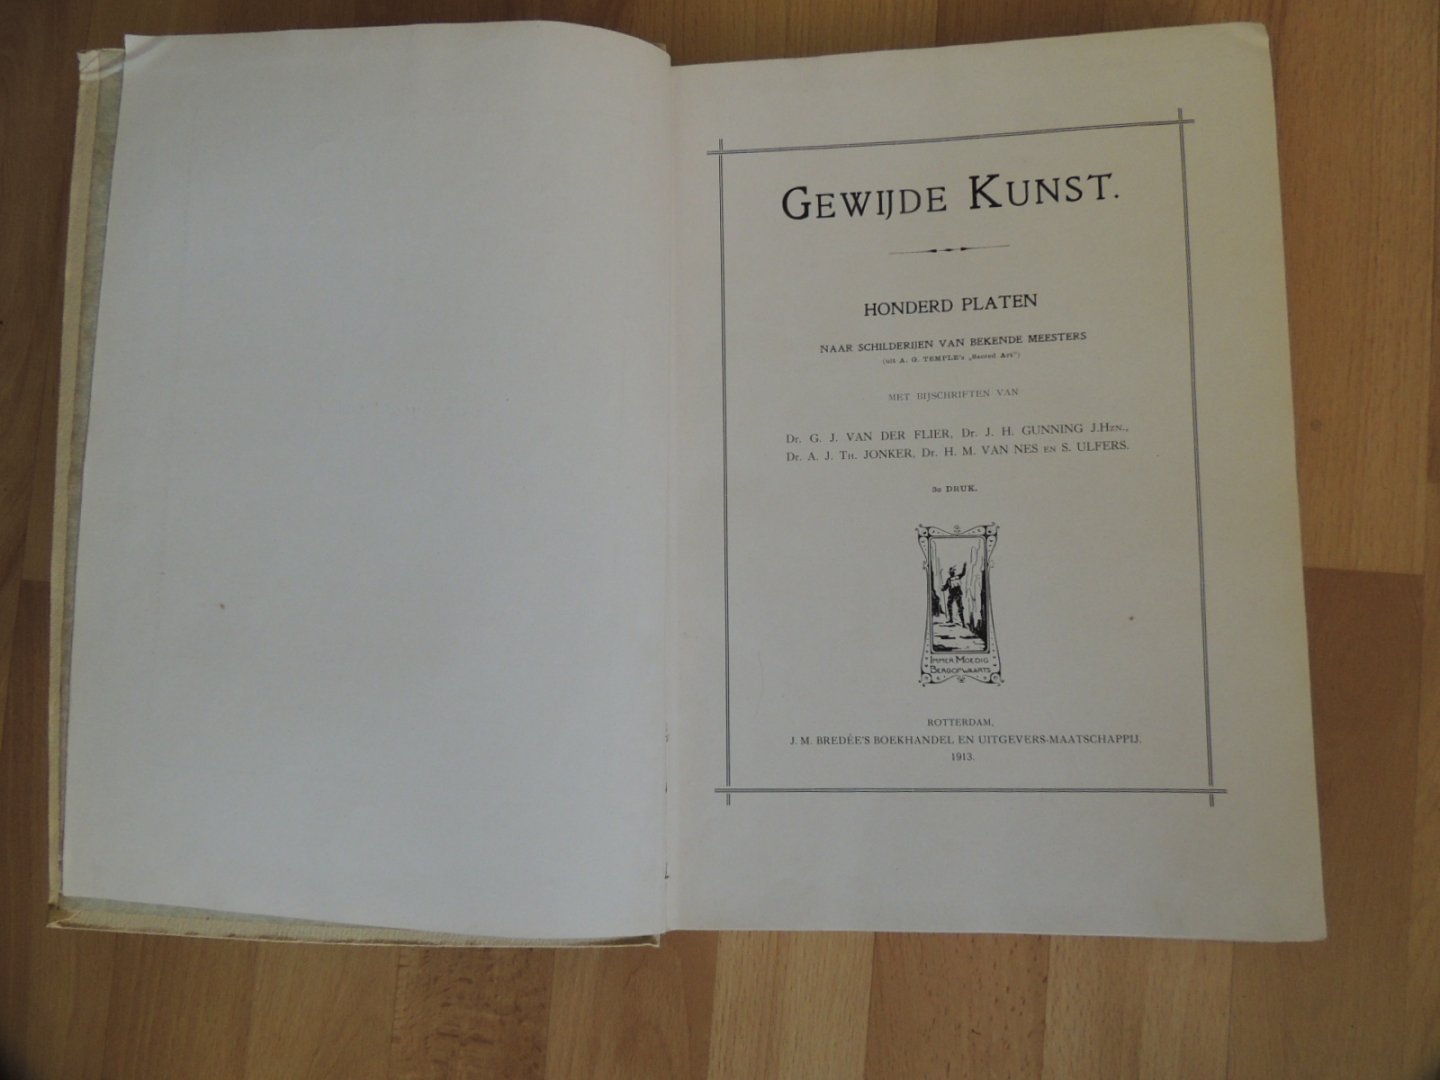 GEWIJDE KUNST.
HONDERD PLATEN
NAAR SCHILDERIJEN VAN BEKENDE MEESTERS
(uit A. G. TEMPLE's „Sacred Art")
MET BIJSCHRIFTEN VAN
Dr. G. J. VAN DER FLIER, Dr. J. H. GUNNING J.Hzn.,
Dr. A. J. Th. JONKER, Dr. H. M. VAN NES EN S. ULFERS.
3e DRUK.
IMMER MOEDIG
BERGOPWAARTS
ROTTERDAM,
J. M. BREDÉE'S BOEKHANDEL EN UITGEVERS-MAATSCHAPPIJ.
1913.